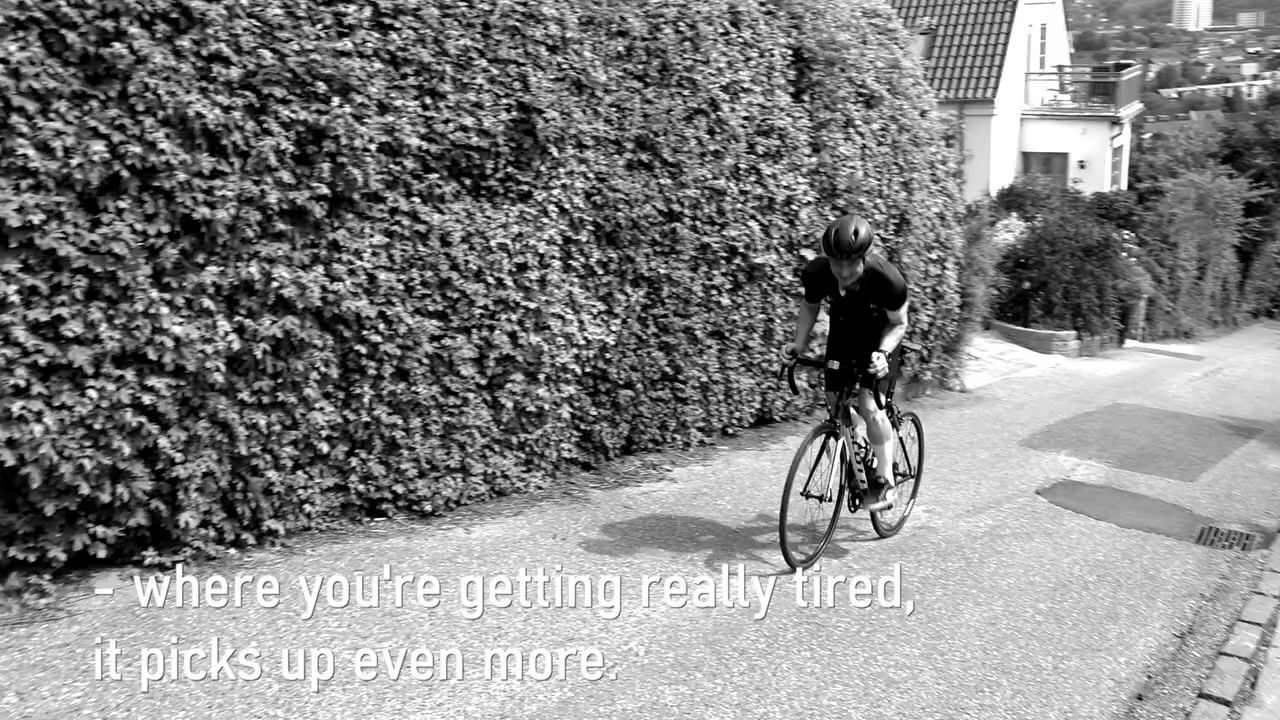 - where you're getting really tired,
it picks up even more.